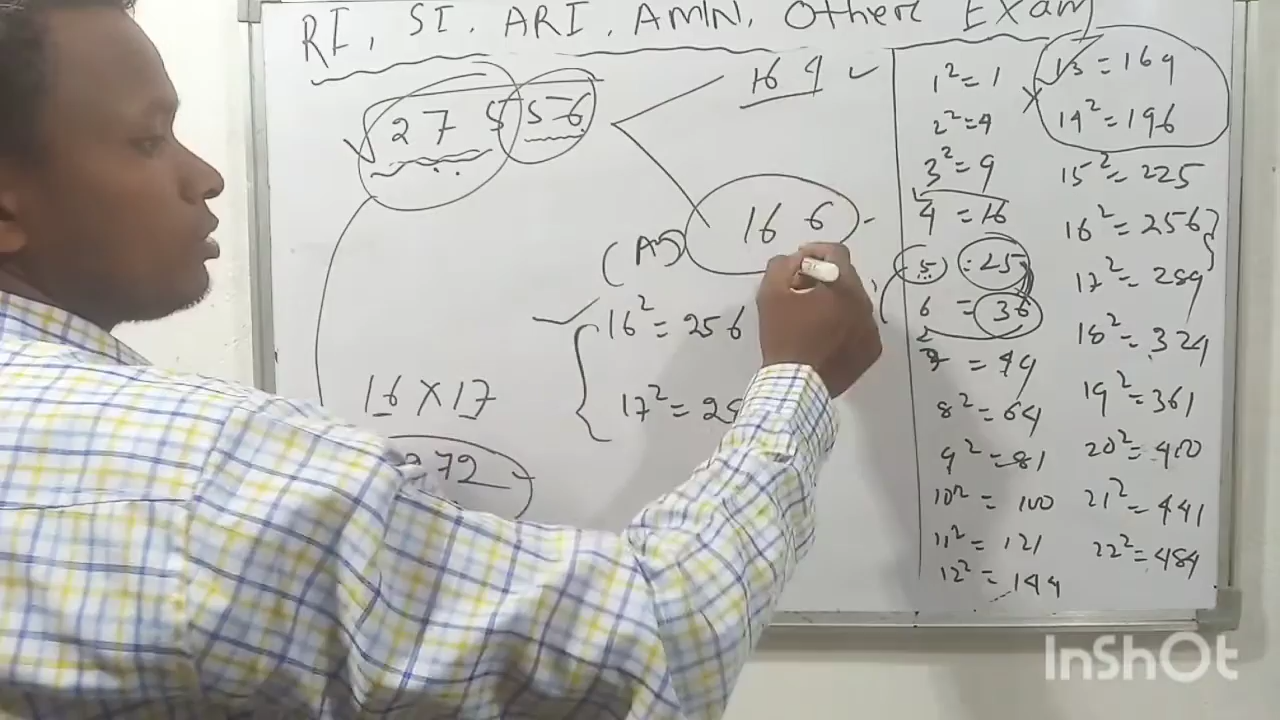 RI, SI, ARI, AMIN. Other Exam
√27556
164 ✓
166
(AS)
16² = 256
17² = 28
16 X 17
272
1² = 1
2² = 4
3² = 9
4 = 16
5 = 25
6 = 36
7 = 49
8² = 64
9² = 81
10² = 100
11² = 121
12² = 144
13 = 169
14² = 196
15² = 225
16² = 256
17² = 289
18² = 324
19² = 361
20² = 400
21² = 441
22² = 484
InShOt